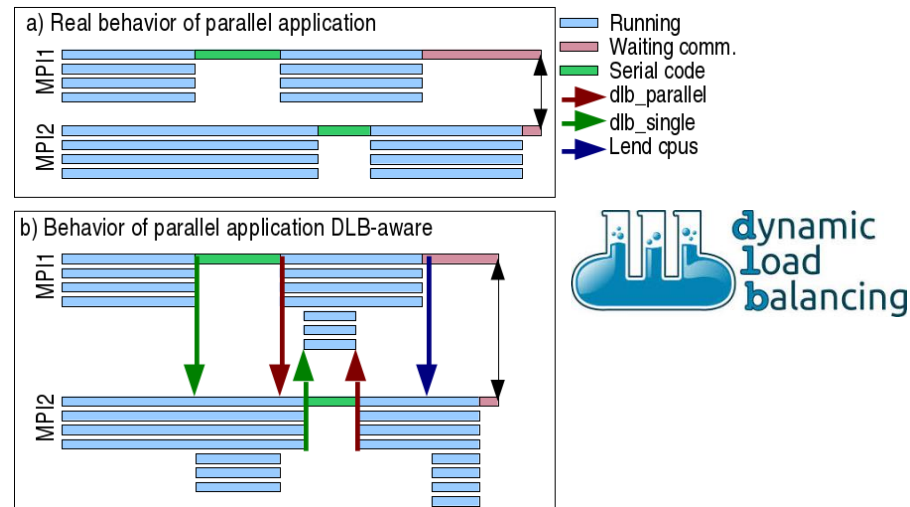 a) Real behavior of parallel application
MPI1
MPI2
Running
Waiting comm.
Serial code
dlb_parallel
dlb_single
Lend cpus
b) Behavior of parallel application DLB-aware
MPI1
MPI2
dynamic
load
balancing